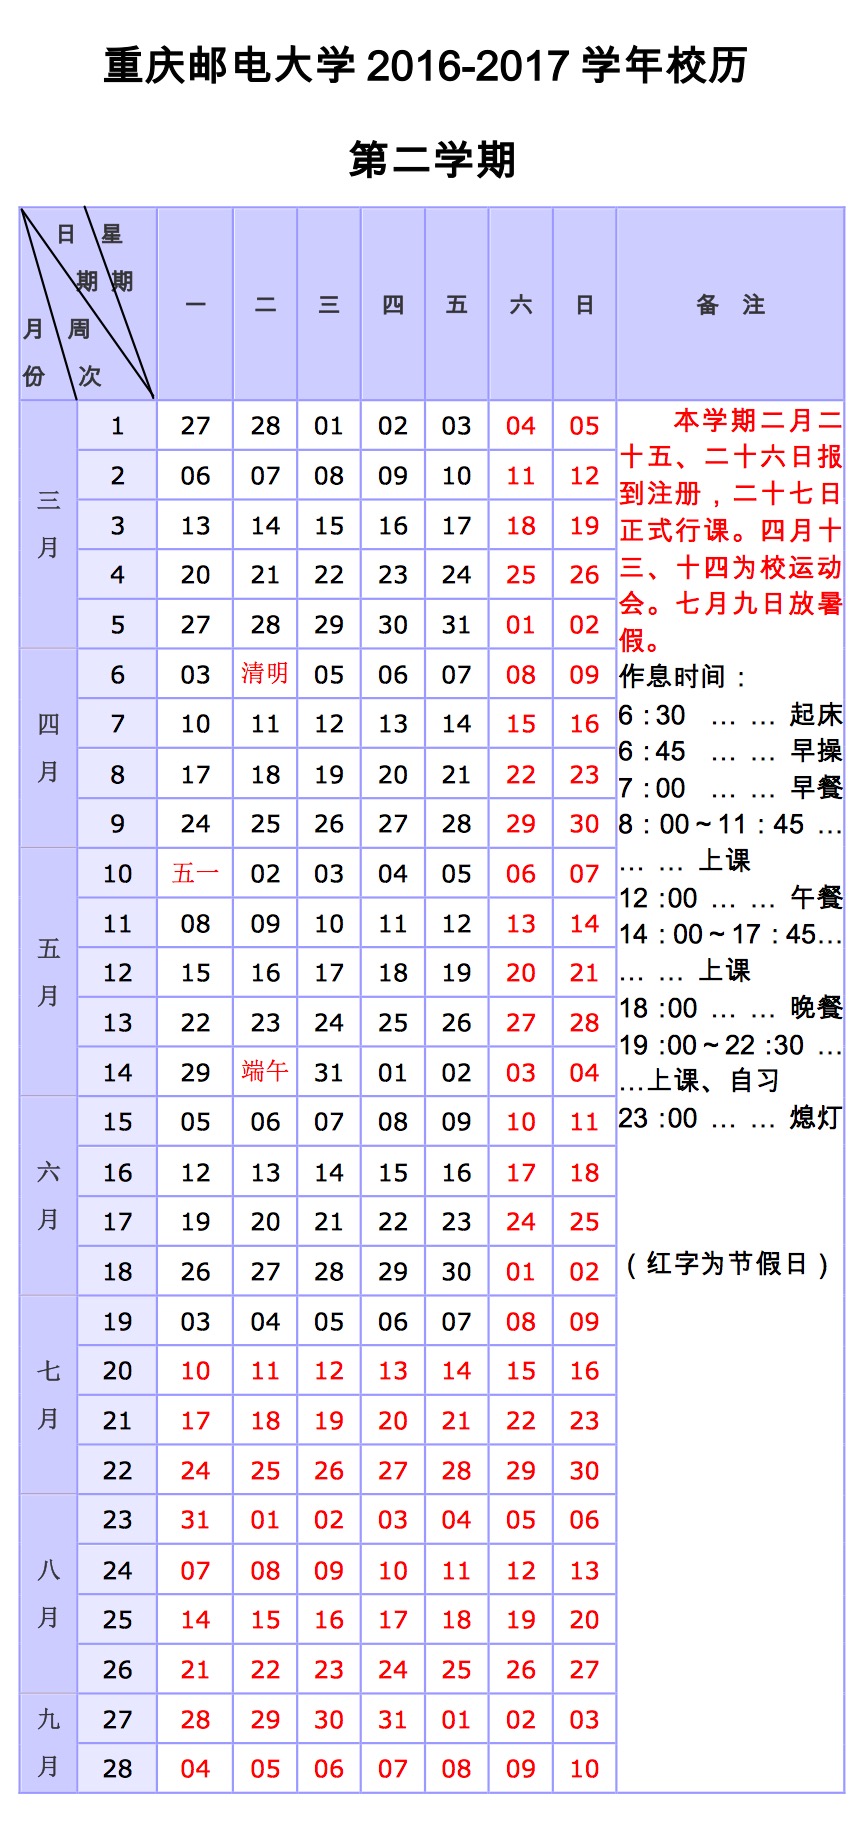 重庆邮电大学 2016-2017 学年校历
第二学期
日 星
期 期
月 周
份 次
一 二 三 四 五 六 日 备 注
三月
1 27 28 01 02 03 04 05
2 06 07 08 09 10 11 12
3 13 14 15 16 17 18 19
4 20 21 22 23 24 25 26
5 27 28 29 30 31 01 02
四月
6 03 清明 05 06 07 08 09
7 10 11 12 13 14 15 16
8 17 18 19 20 21 22 23
9 24 25 26 27 28 29 30
五月
10 五一 02 03 04 05 06 07
11 08 09 10 11 12 13 14
12 15 16 17 18 19 20 21
13 22 23 24 25 26 27 28
14 29 端午 31 01 02 03 04
六月
15 05 06 07 08 09 10 11
16 12 13 14 15 16 17 18
17 19 20 21 22 23 24 25
18 26 27 28 29 30 01 02
七月
19 03 04 05 06 07 08 09
20 10 11 12 13 14 15 16
21 17 18 19 20 21 22 23
22 24 25 26 27 28 29 30
八月
23 31 01 02 03 04 05 06
24 07 08 09 10 11 12 13
25 14 15 16 17 18 19 20
26 21 22 23 24 25 26 27
九月
27 28 29 30 31 01 02 03
28 04 05 06 07 08 09 10
本学期二月二
十五、二十六日报
到注册，二十七日
正式行课。四月十
三、十四为校运动
会。七月九日放暑
假。
作息时间：
6：30 … … 起床
6：45 … … 早操
7：00 … … 早餐
8：00～11：45 …
… … 上课
12：00 … … 午餐
14：00～17：45…
… … 上课
18：00 … … 晚餐
19：00～22：30 …
…上课、自习
23：00 … … 熄灯
（红字为节假日）